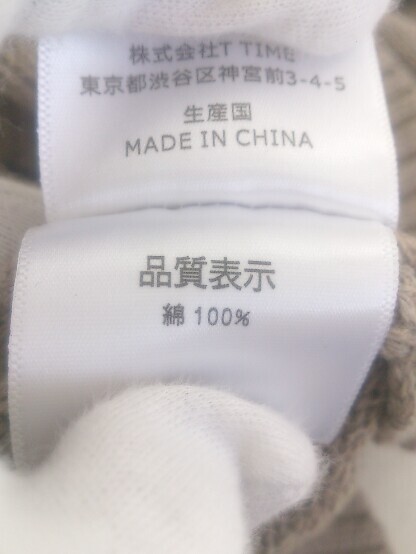 株式会社T TIME
東京都渋谷区神宮前3-4-5
生産国
MADE IN CHINA
品質表示
綿 100%